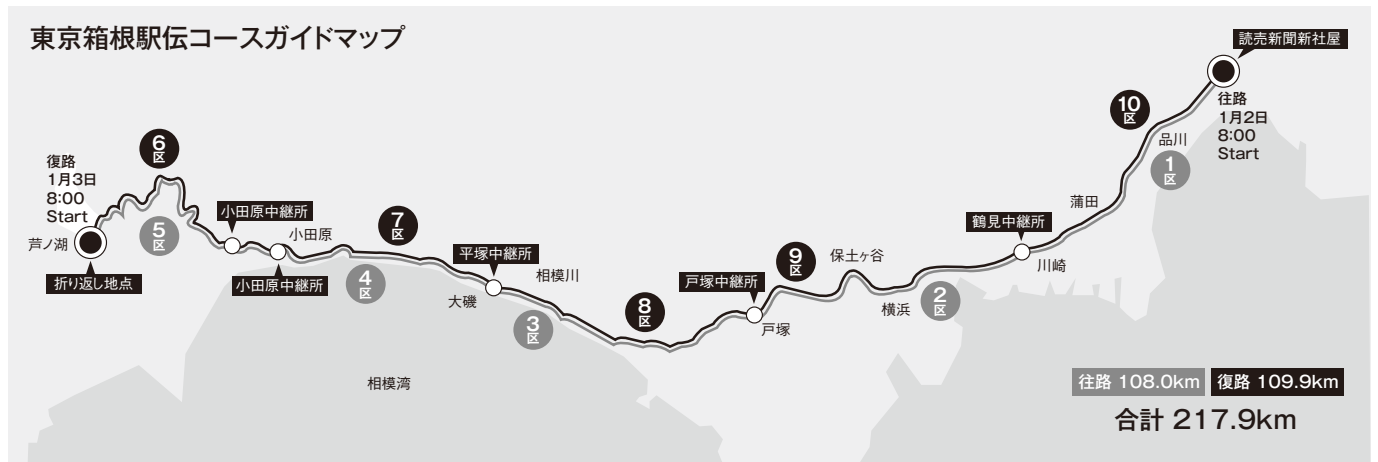 東京箱根駅伝コースガイドマップ
読売新聞新社屋
往路
1月2日
8:00
Start
10
区
品川
1
区
蒲田
鶴見中継所
川崎
2
区
横浜
保土ヶ谷
9
区
戸塚中継所
戸塚
8
区
3
区
相模川
平塚中継所
大磯
7
区
4
区
小田原
小田原中継所
小田原中継所
6
区
5
区
復路
1月3日
8:00
Start
芦ノ湖
折り返し地点
相模湾
往路 108.0km 復路 109.9km
合計 217.9km